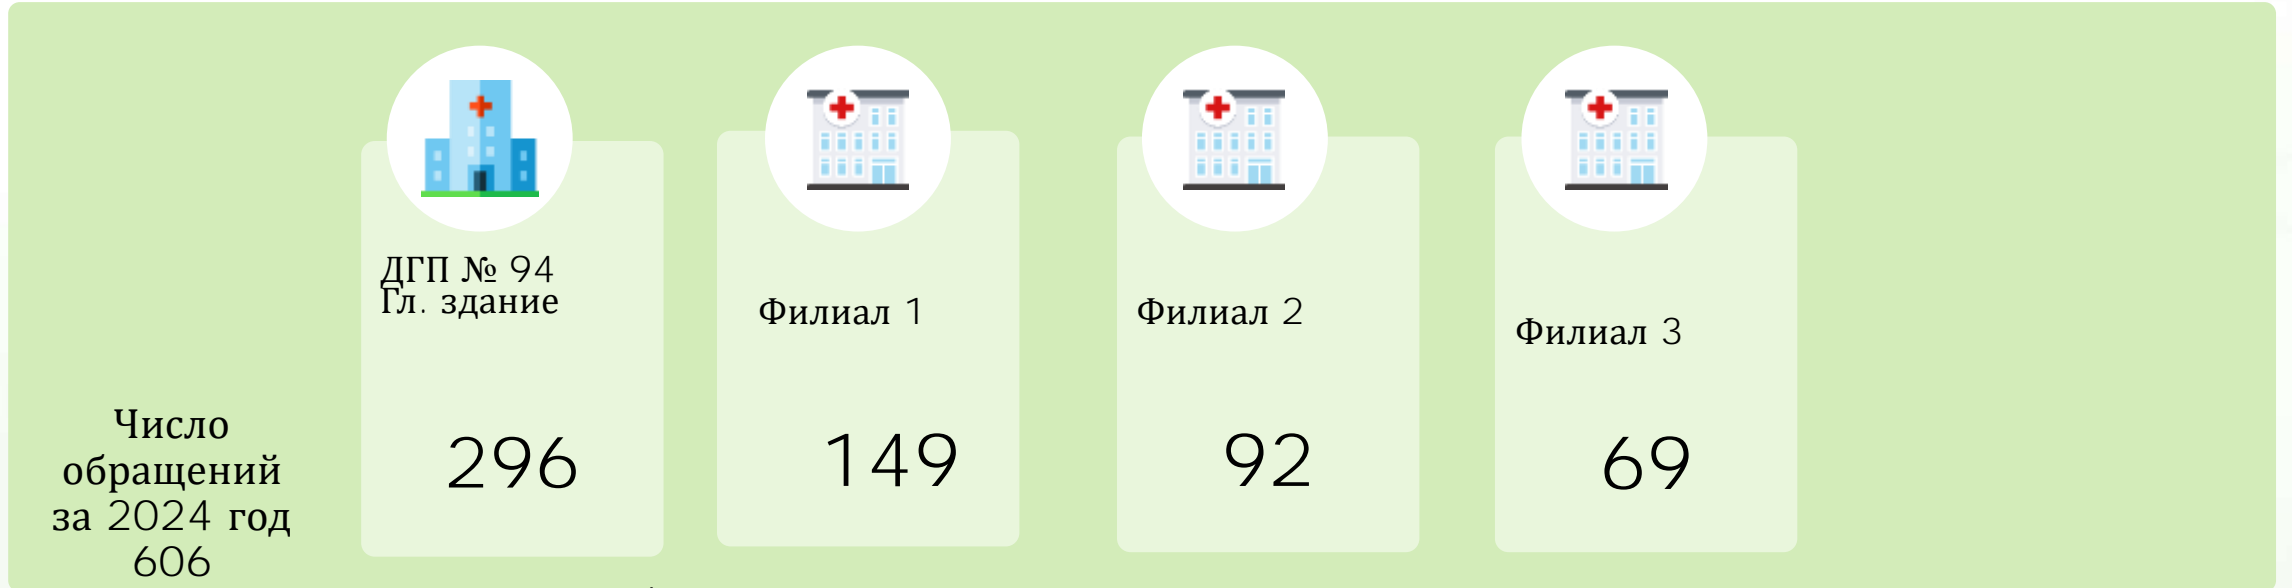 ДГП № 94
Гл. здание
Филиал 1
Филиал 2
Филиал 3
Число
обращений
за 2024 год
606
296
149
92
69